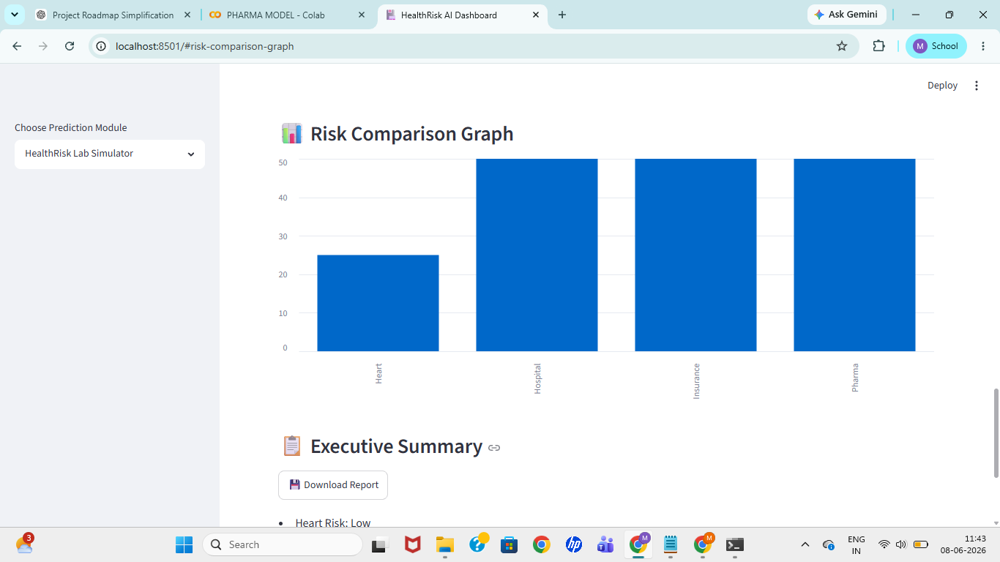 Project Roadmap Simplification
PHARMA MODEL - Colab
HealthRisk AI Dashboard
Ask Gemini
localhost:8501/#risk-comparison-graph
M School
Deploy
Choose Prediction Module
HealthRisk Lab Simulator
Risk Comparison Graph
50
40
30
20
10
0
Heart
Hospital
Insurance
Pharma
Executive Summary
Download Report
• Heart Risk: Low
3
Search
hp
M
M
ENG
IN
11:43
08-06-2026